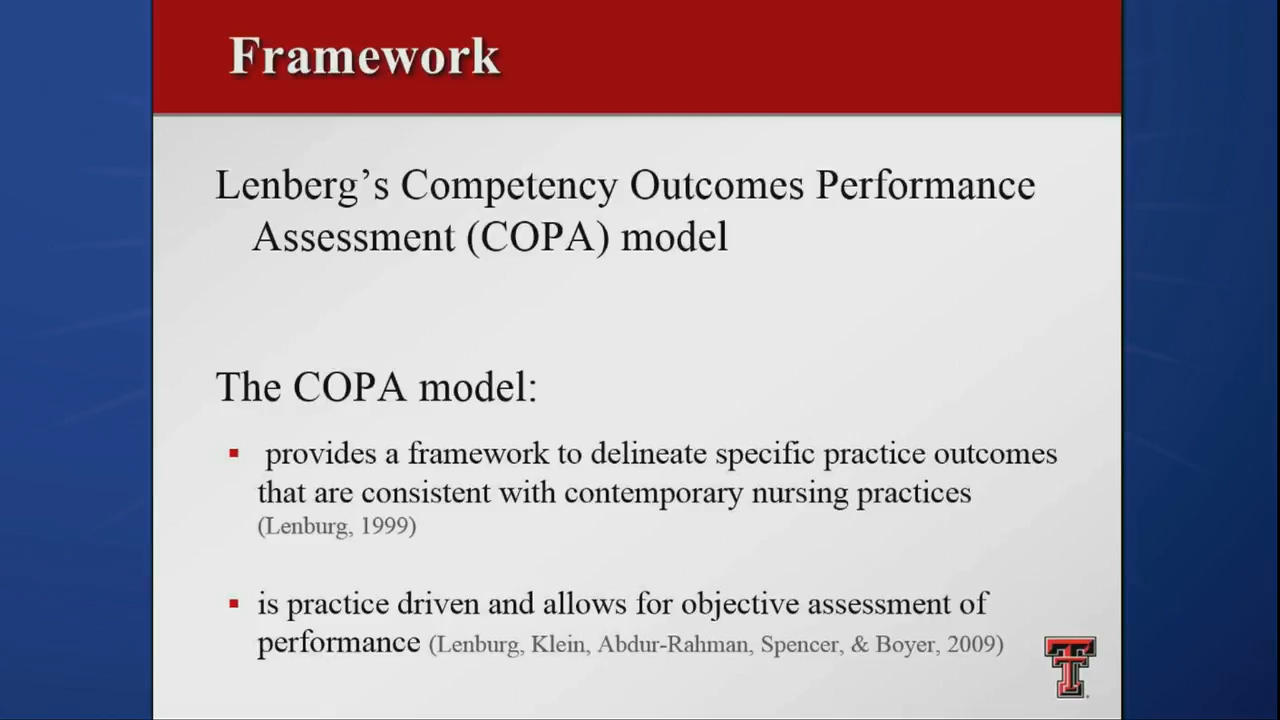 Framework
Lenberg’s Competency Outcomes Performance
Assessment (COPA) model
The COPA model:
▪ provides a framework to delineate specific practice outcomes
that are consistent with contemporary nursing practices
(Lenburg, 1999)
▪ is practice driven and allows for objective assessment of
performance (Lenburg, Klein, Abdur-Rahman, Spencer, & Boyer, 2009)
T